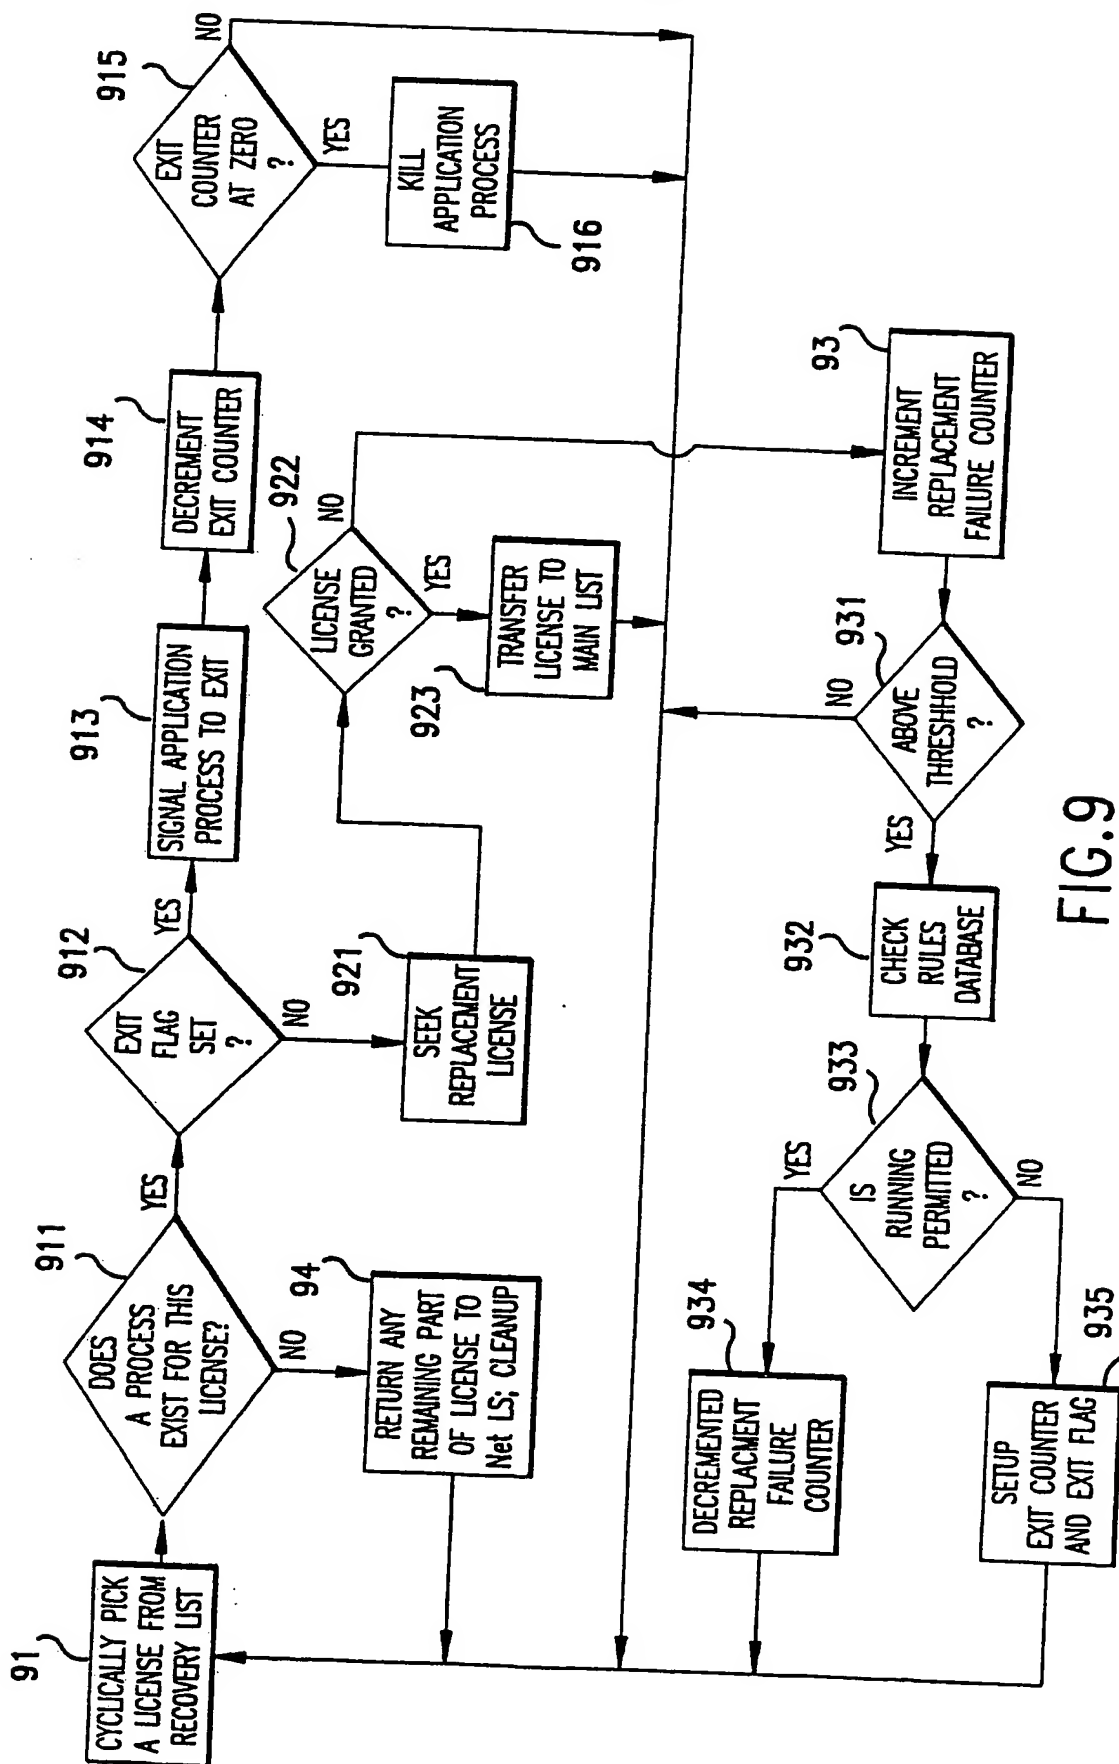 91
CYCLICALLY PICK
A LICENSE FROM
RECOVERY LIST
911
DOES
A PROCESS
EXIST FOR THIS
LICENSE?
YES
NO
94
RETURN ANY
REMAINING PART
OF LICENSE TO
Net LS; CLEANUP
912
EXIT
FLAG
SET
?
YES
NO
913
SIGNAL APPLICATION
PROCESS TO EXIT
914
DECREMENT
EXIT COUNTER
915
EXIT
COUNTER
AT ZERO
?
NO
YES
KILL
APPLICATION
PROCESS
916
921
SEEK
REPLACEMENT
LICENSE
922
LICENSE
GRANTED
?
NO
YES
TRANSFER
LICENSE TO
MAIN LIST
923
93
INCREMENT
REPLACEMENT
FAILURE COUNTER
931
ABOVE
THRESHHOLD
?
NO
YES
932
CHECK
RULES
DATABASE
933
IS
RUNNING
PERMITTED
?
YES
NO
934
DECREMENTED
REPLACMENT
FAILURE
COUNTER
935
SETUP
EXIT COUNTER
AND EXIT FLAG
FIG.9